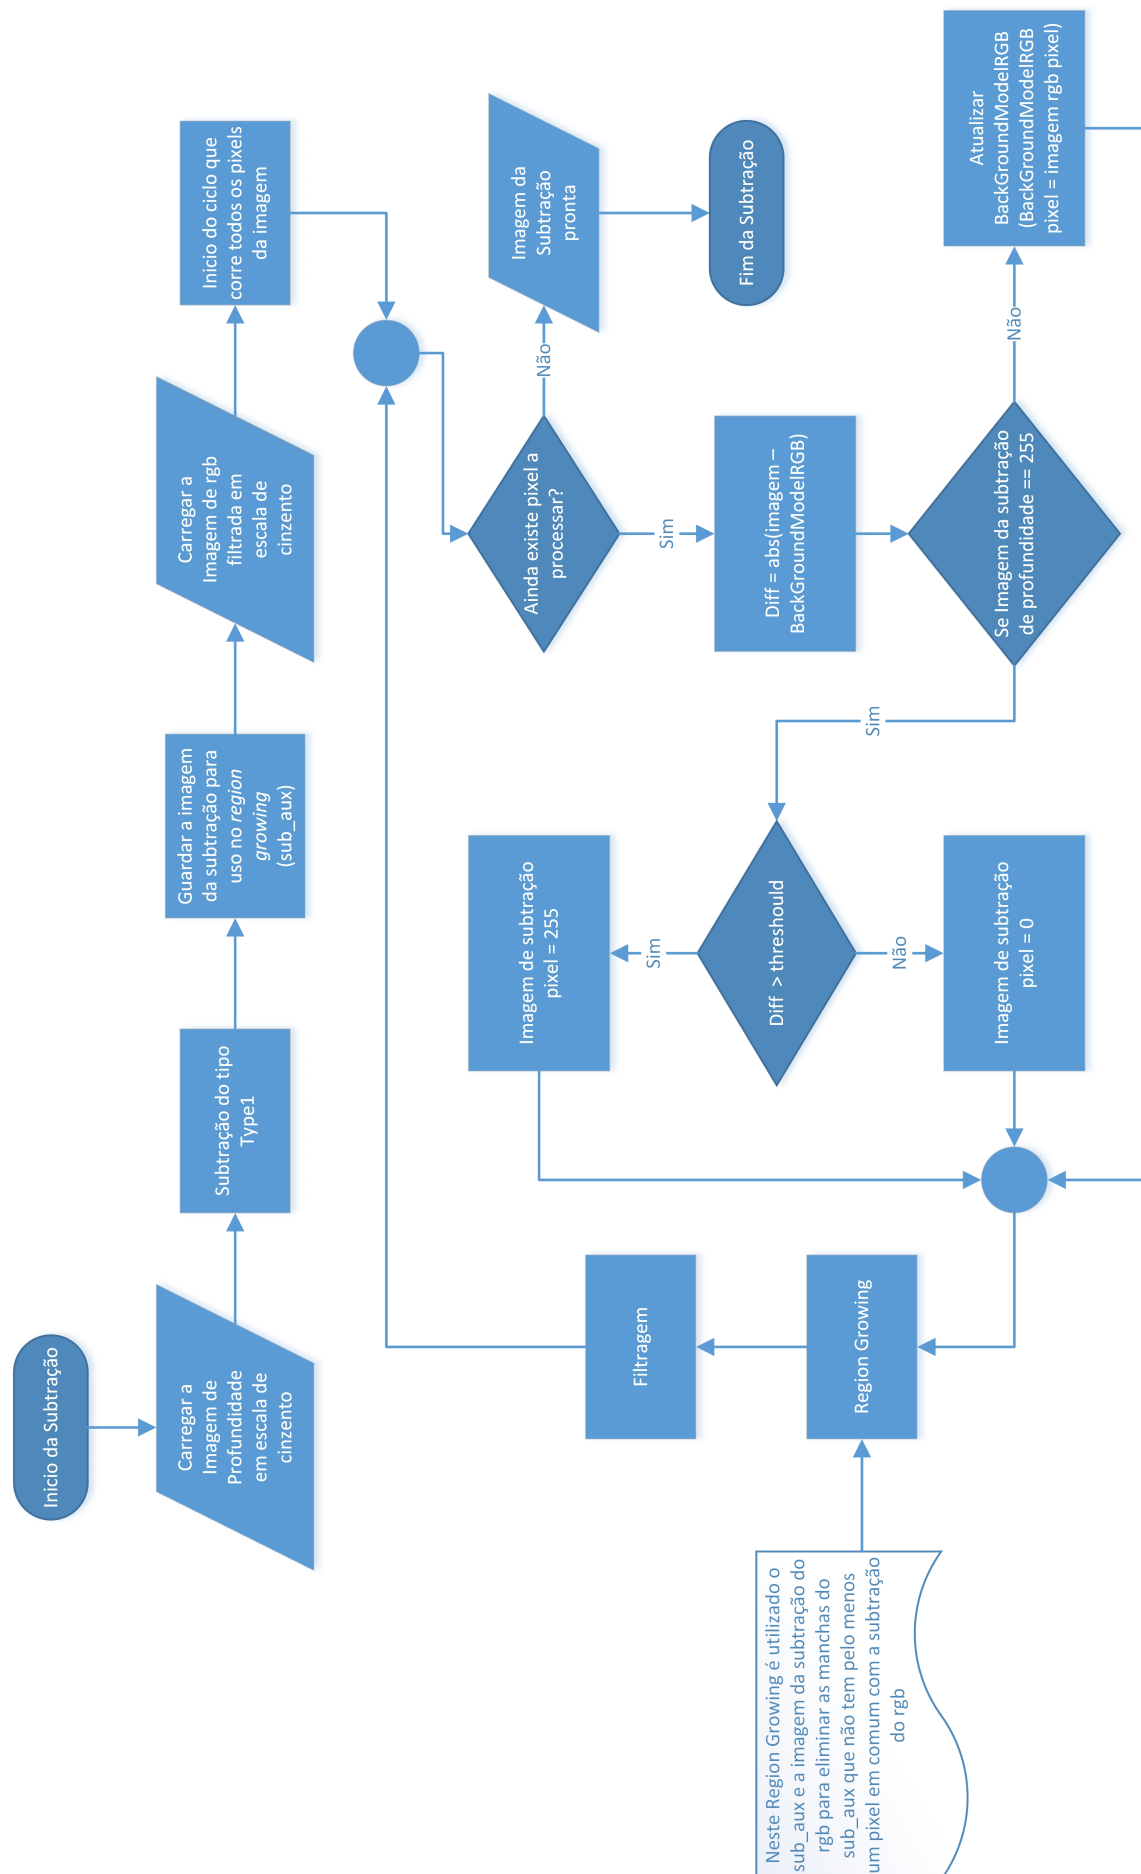 Inicio da Subtração
Carregar a
Imagem de
Profundidade
em escala de
cinzento
Subtração do tipo
Type1
Guardar a imagem
da subtração para
uso no region
growing
(sub_aux)
Carregar a
Imagem de rgb
filtrada em
escala de
cinzento
Inicio do ciclo que
corre todos os pixels
da imagem
Ainda existe pixel a
processar?
Não
Imagem da
Subtração
pronta
Fim da Subtração
Sim
Diff = abs(imagem –
BackGroundModelRGB)
Se Imagem da subtração
de profundidade == 255
Não
Atualizar
BackGroundModelRGB
(BackGroundModelRGB
pixel = imagem rgb pixel)
Sim
Diff > threshould
Sim
Imagem de subtração
pixel = 255
Não
Imagem de subtração
pixel = 0
Region Growing
Filtragem
Neste Region Growing é utilizado o
sub_aux e a imagem da subtração do
rgb para eliminar as manchas do
sub_aux que não tem pelo menos
um pixel em comum com a subtração
do rgb